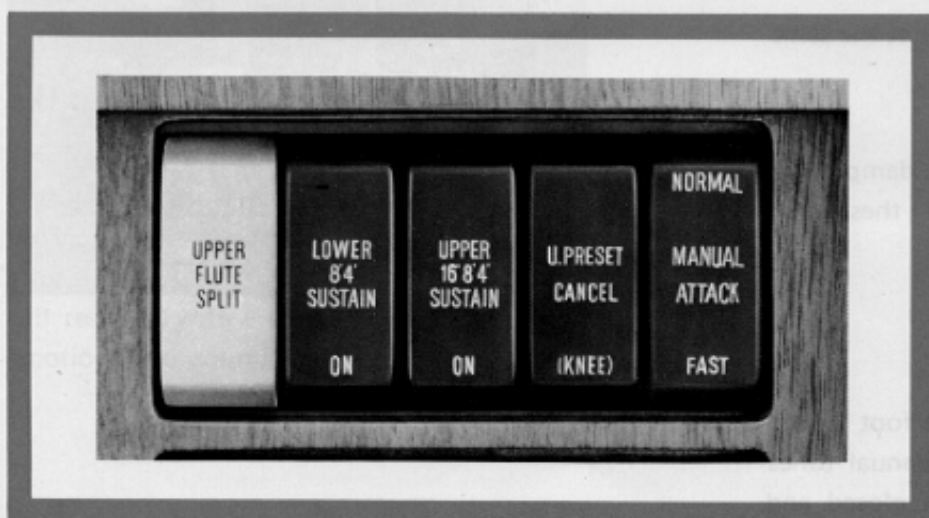 UPPER
FLUTE
SPLIT
LOWER
8'4'
SUSTAIN
ON
UPPER
16'8'4'
SUSTAIN
ON
U.PRESET
CANCEL
(KNEE)
NORMAL
MANUAL
ATTACK
FAST